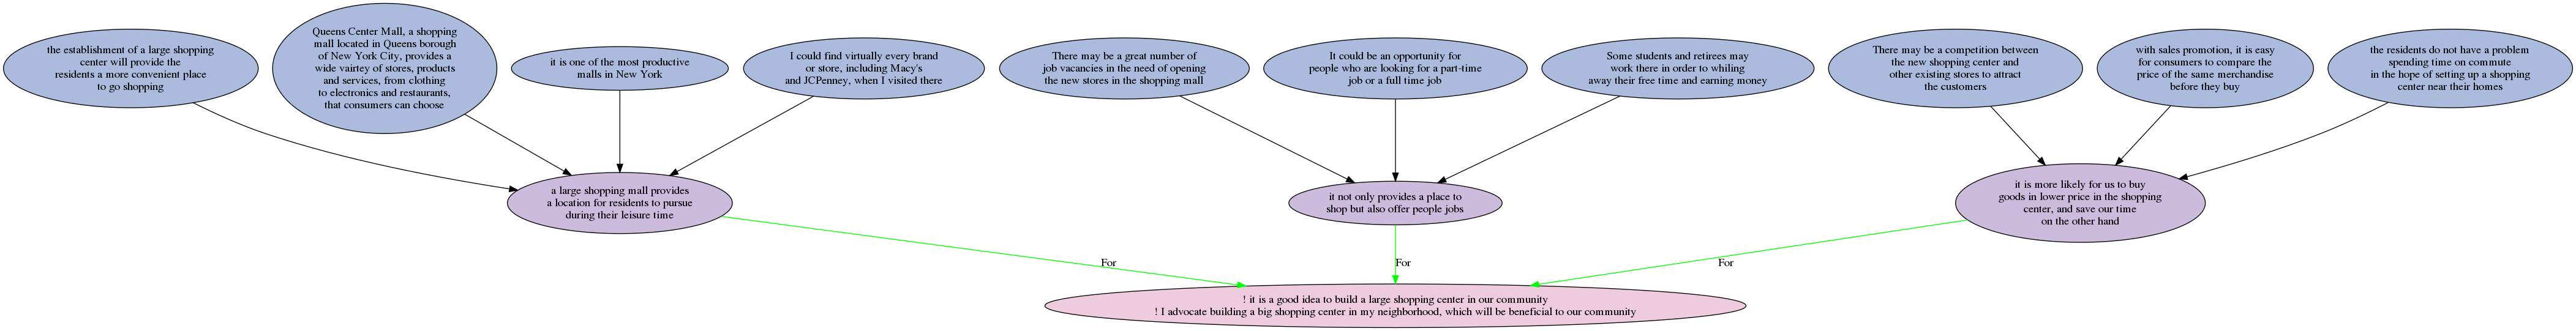 the establishment of a large shopping
center will provide the
residents a more convenient place
to go shopping
Queens Center Mall, a shopping
mall located in Queens borough
of New York City, provides a
wide vairtey of stores, products
and services, from clothing
to electronics and restaurants,
that consumers can choose
it is one of the most productive
malls in New York
I could find virtually every brand
or store, including Macy's
and JCPenney, when I visited there
There may be a great number of
job vacancies in the need of opening
the new stores in the shopping mall
It could be an opportunity for
people who are looking for a part-time
job or a full time job
Some students and retirees may
work there in order to whiling
away their free time and earning money
There may be a competition between
the new shopping center and
other existing stores to attract
the customers
with sales promotion, it is easy
for consumers to compare the
price of the same merchandise
before they buy
the residents do not have a problem
spending time on commute
in the hope of setting up a shopping
center near their homes
a large shopping mall provides
a location for residents to pursue
during their leisure time
it not only provides a place to
shop but also offer people jobs
it is more likely for us to buy
goods in lower price in the shopping
center, and save our time
on the other hand
For
For
For
! it is a good idea to build a large shopping center in our community
! I advocate building a big shopping center in my neighborhood, which will be beneficial to our community